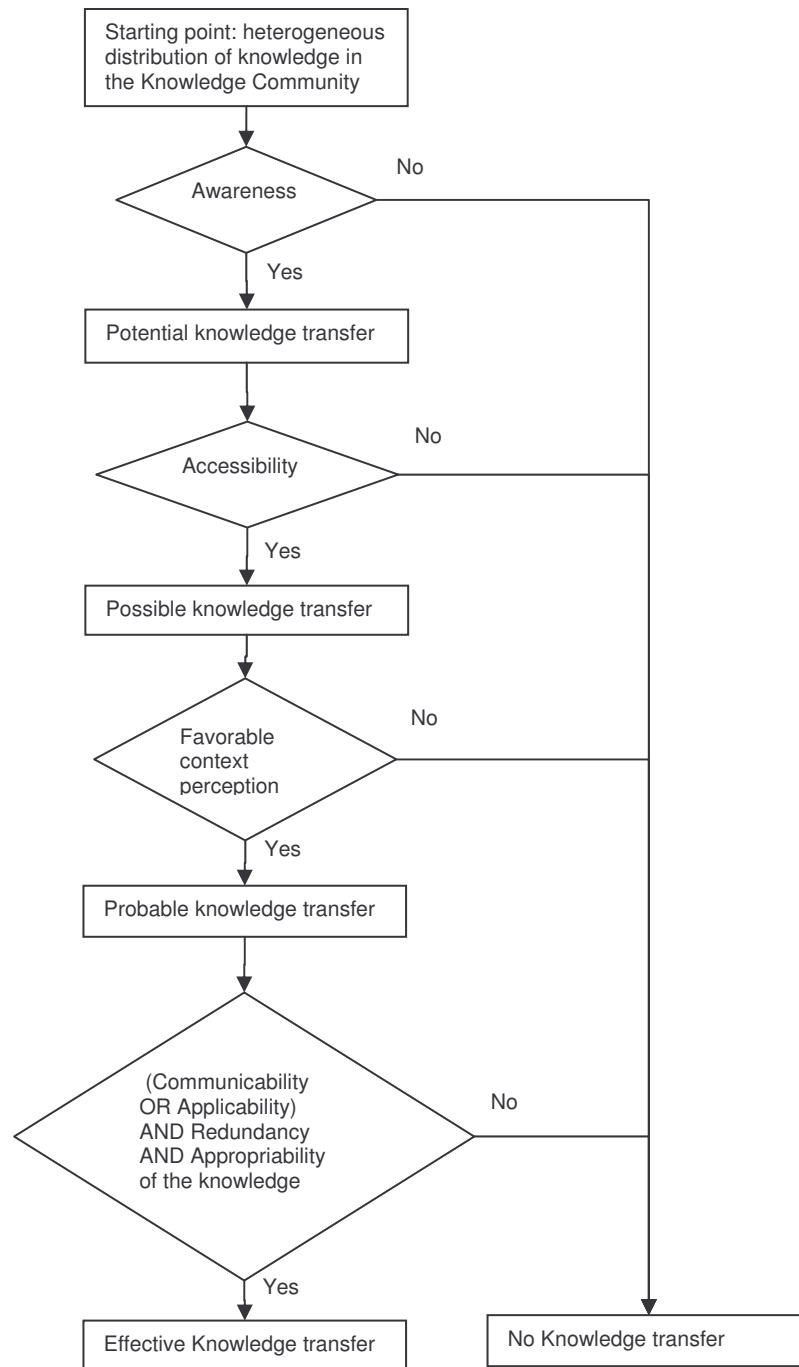 Starting point: heterogeneous
distribution of knowledge in
the Knowledge Community
No
Awareness
Yes
Potential knowledge transfer
No
Accessibility
Yes
Possible knowledge transfer
No
Favorable
context
perception
Yes
Probable knowledge transfer
(Communicability
OR Applicability)
AND Redundancy
AND Appropriability
of the knowledge
No
Yes
Effective Knowledge transfer
No Knowledge transfer